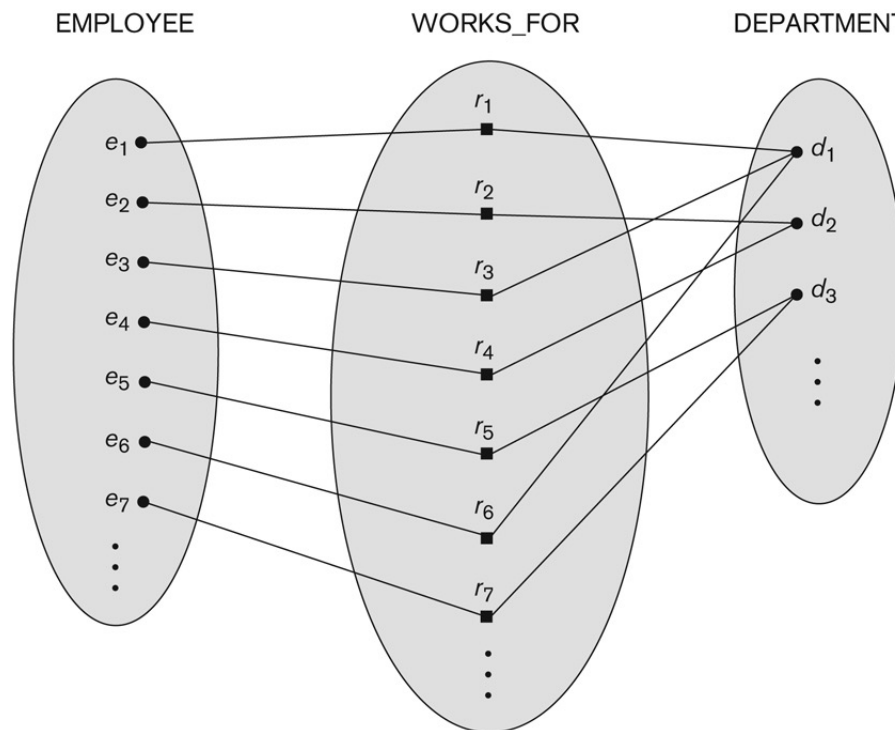 EMPLOYEE
WORKS_FOR
DEPARTMENT
e1
e2
e3
e4
e5
e6
e7
r1
r2
r3
r4
r5
r6
r7
d1
d2
d3